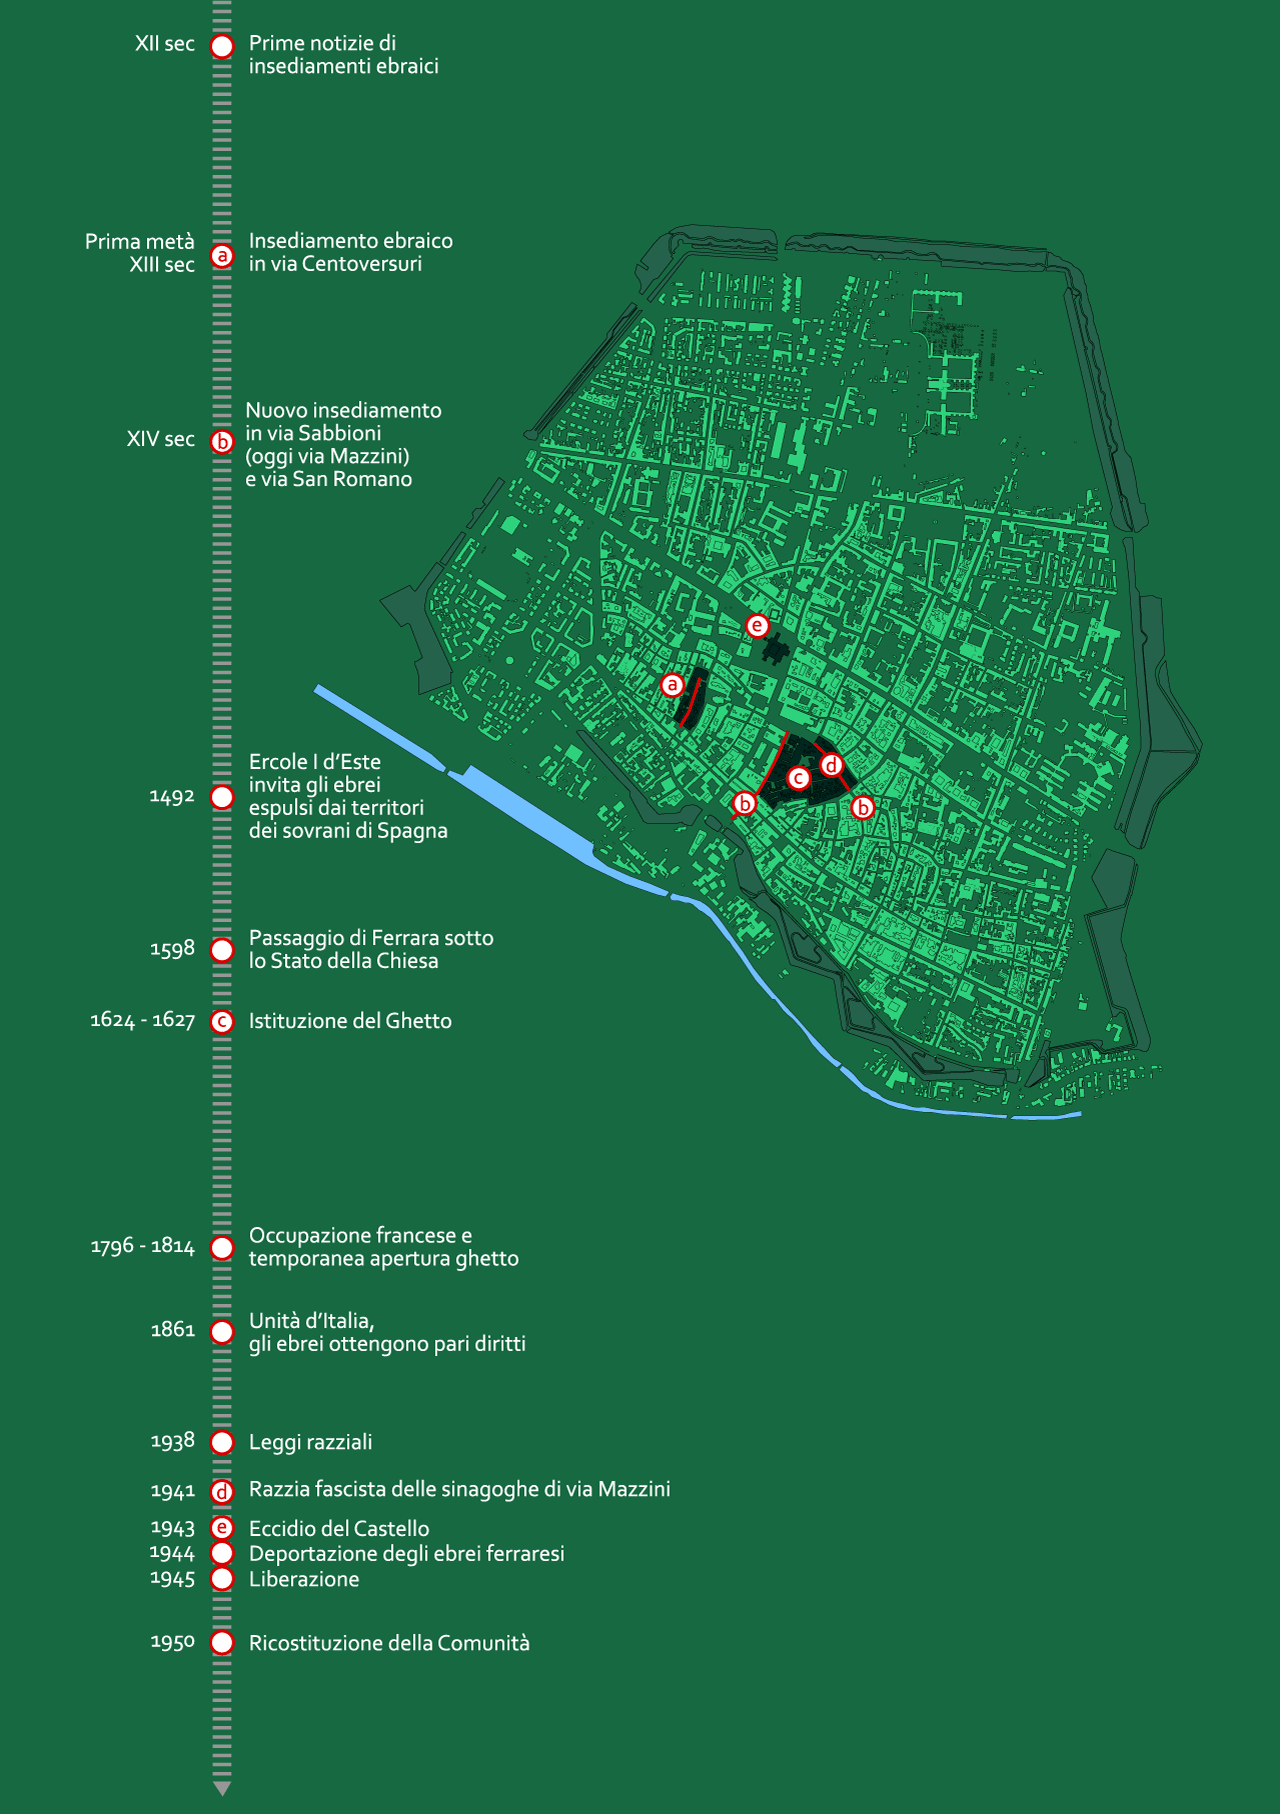 XII sec
Prime notizie di
insediamenti ebraici
Prima metà
XIII sec
a
Insediamento ebraico
in via Centoversuri
XIV sec
b
Nuovo insediamento
in via Sabbioni
(oggi via Mazzini)
e via San Romano
1492
Ercole I d’Este
invita gli ebrei
espulsi dai territori
dei sovrani di Spagna
1598
Passaggio di Ferrara sotto
lo Stato della Chiesa
1624 - 1627
c
Istituzione del Ghetto
1796 - 1814
Occupazione francese e
temporanea apertura ghetto
1861
Unità d’Italia,
gli ebrei ottengono pari diritti
1938
Leggi razziali
1941
d
Razzia fascista delle sinagoghe di via Mazzini
1943
e
Eccidio del Castello
1944
Deportazione degli ebrei ferraresi
1945
Liberazione
1950
Ricostituzione della Comunità
e
a
d
c
b
b